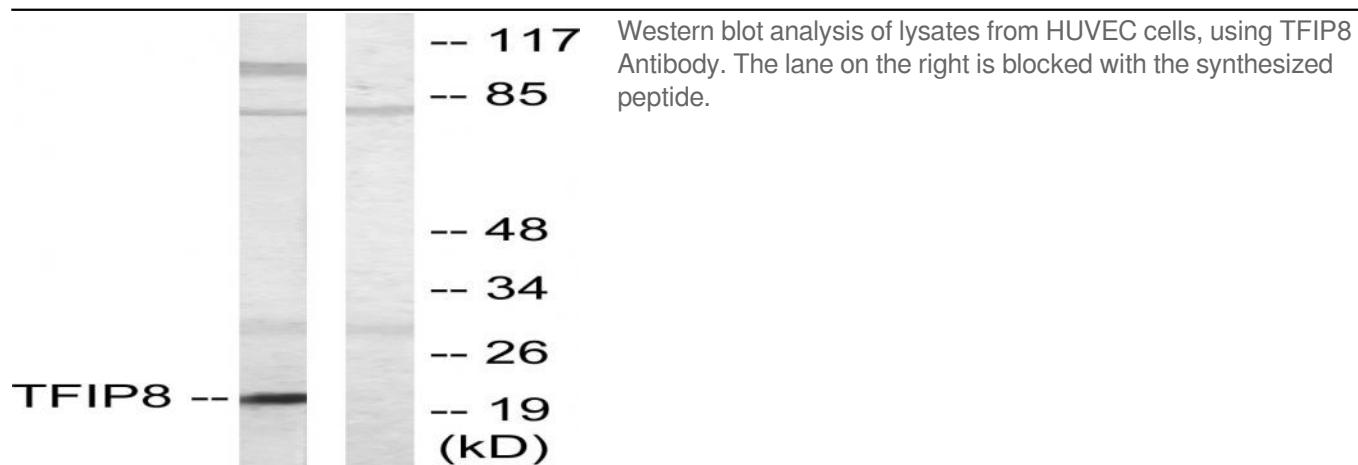 -- 117
-- 85
-- 48
-- 34
-- 26
TFIP8 --
-- 19
(kD)
Western blot analysis of lysates from HUVEC cells, using TFIP8
Antibody. The lane on the right is blocked with the synthesized
peptide.